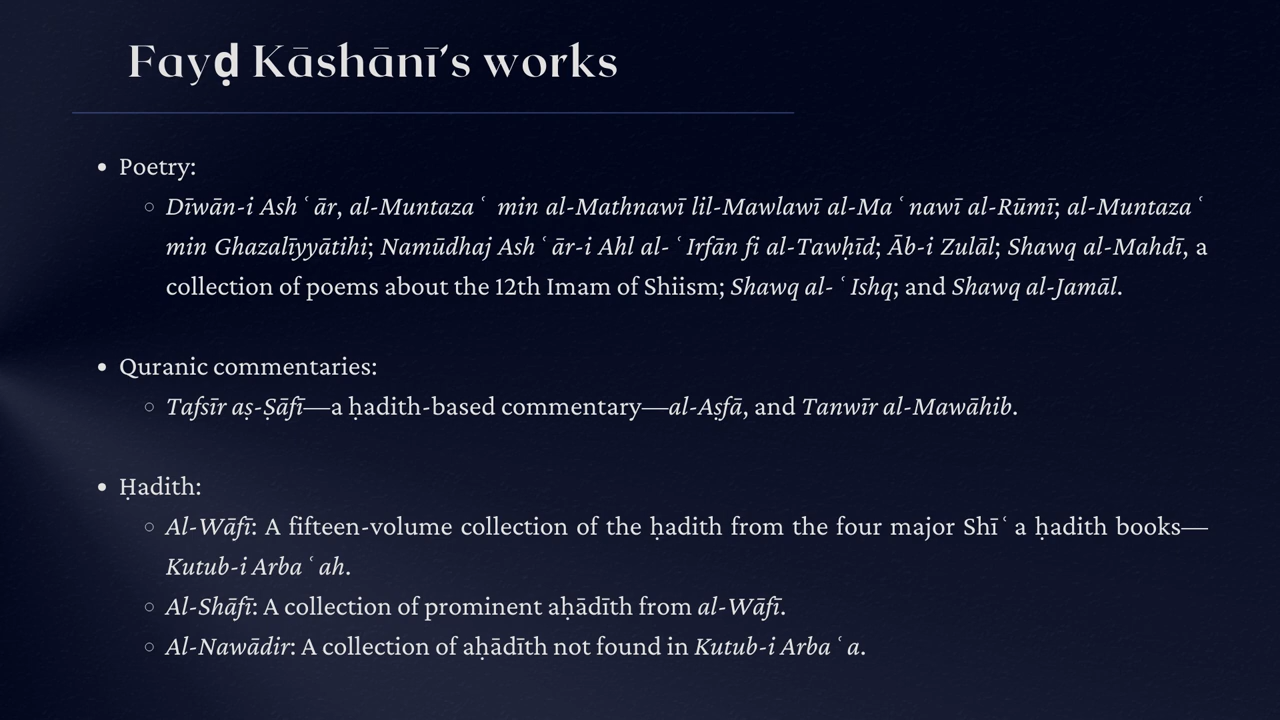 Fayḍ Kāshānī's works
• Poetry:
○ Dīwān-i Ashʿār, al-Muntazaʿ min al-Mathnawī lil-Mawlawī al-Maʿnawī al-Rūmī; al-Muntazaʿ
min Ghazalīyyātihi; Namūdhaj Ashʿār-i Ahl al-ʿIrfān fi al-Tawḥīd; Āb-i Zulāl; Shawq al-Mahdī, a
collection of poems about the 12th Imam of Shiism; Shawq al-ʿIshq; and Shawq al-Jamāl.
• Quranic commentaries:
○ Tafsīr aṣ-Ṣāfī—a ḥadith-based commentary—al-Aṣfā, and Tanwīr al-Mawāhib.
• Ḥadith:
○ Al-Wāfī: A fifteen-volume collection of the ḥadith from the four major Shīʿa ḥadith books—
Kutub-i Arbaʿah.
○ Al-Shāfī: A collection of prominent aḥādīth from al-Wāfī.
○ Al-Nawādir: A collection of aḥādīth not found in Kutub-i Arbaʿa.